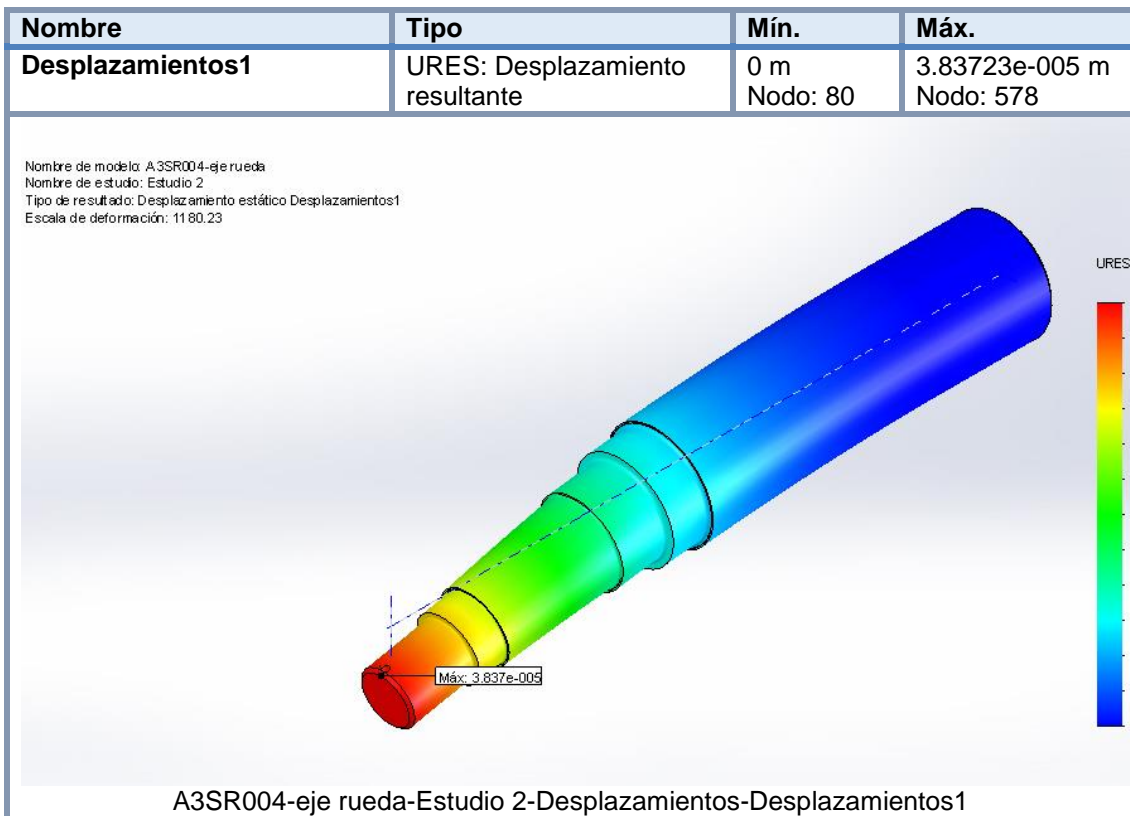 Nombre Tipo Mín. Máx.
Desplazamientos1 URES: Desplazamiento resultante 0 m Nodo: 80 3.83723e-005 m Nodo: 578
Nombre de modelo: A3SR004-eje rueda
Nombre de estudio: Estudio 2
Tipo de resultado: Desplazamiento estático Desplazamientos1
Escala de deformación: 1180.23
URES
Máx: 3.837e-005
A3SR004-eje rueda-Estudio 2-Desplazamientos-Desplazamientos1